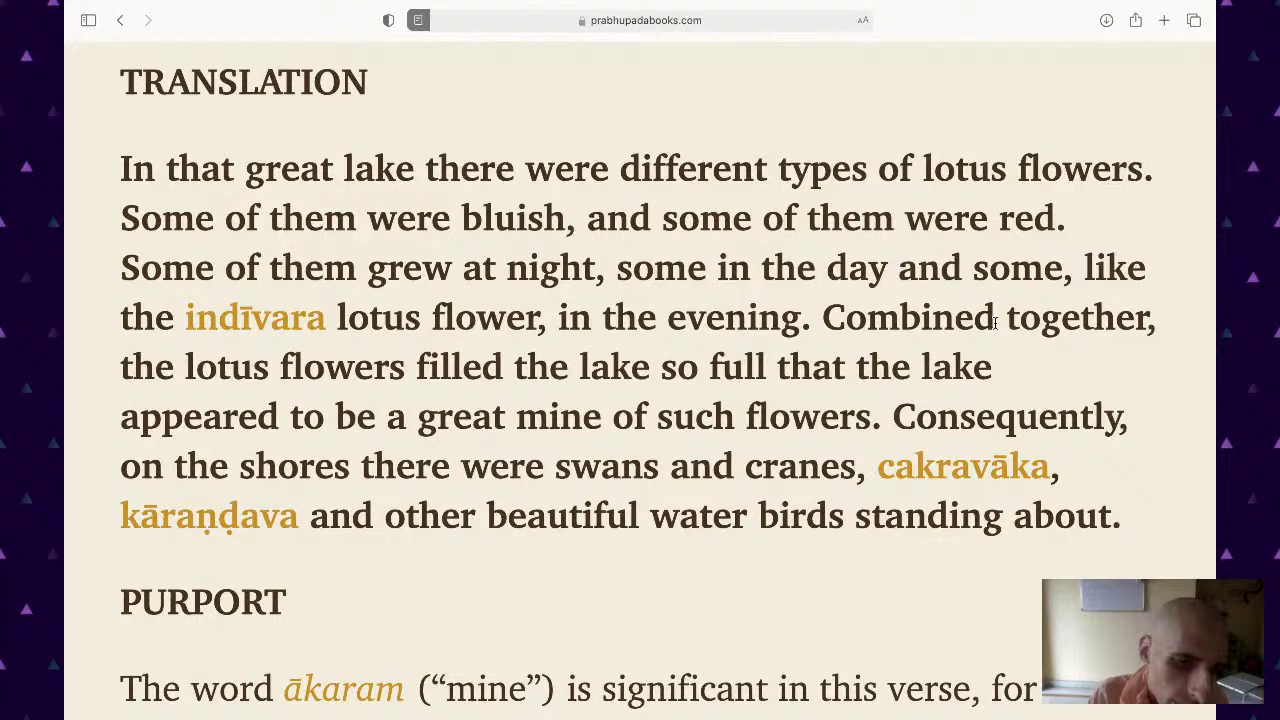 prabhupadabooks.com
AA
TRANSLATION
In that great lake there were different types of lotus flowers.
Some of them were bluish, and some of them were red.
Some of them grew at night, some in the day and some, like
the indīvara lotus flower, in the evening. Combined together,
the lotus flowers filled the lake so full that the lake
appeared to be a great mine of such flowers. Consequently,
on the shores there were swans and cranes, cakravāka,
kāraṇḍava and other beautiful water birds standing about.
PURPORT
The word ākaram (“mine”) is significant in this verse, for